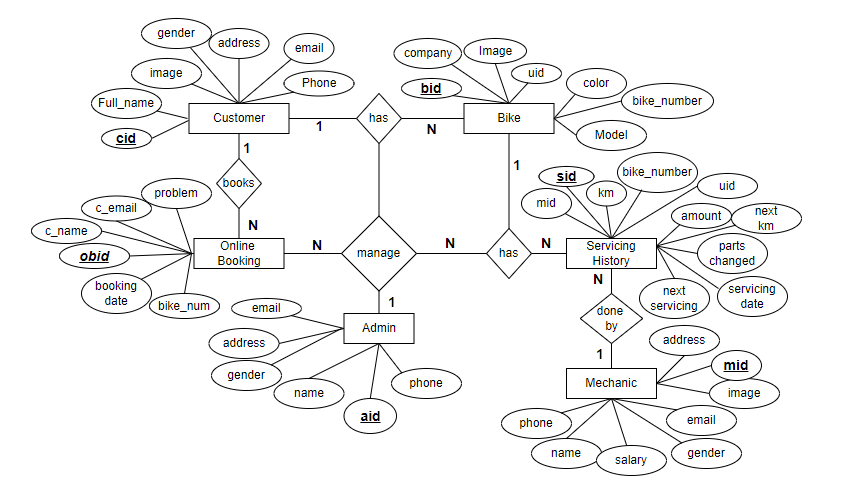 gender
address
email
image
Phone
Full_name
Customer
cid
1
has
N
company
Image
uid
bid
Bike
color
bike_number
Model
1
books
N
1
problem
c_email
c_name
obid
booking
date
bike_num
Online
Booking
N
manage
N
has
N
1
sid
bike_number
km
uid
mid
amount
next
km
parts
changed
servicing
date
next
servicing
Servicing
History
N
done
by
1
email
address
gender
name
aid
phone
Admin
address
mid
image
Mechanic
email
phone
name
salary
gender